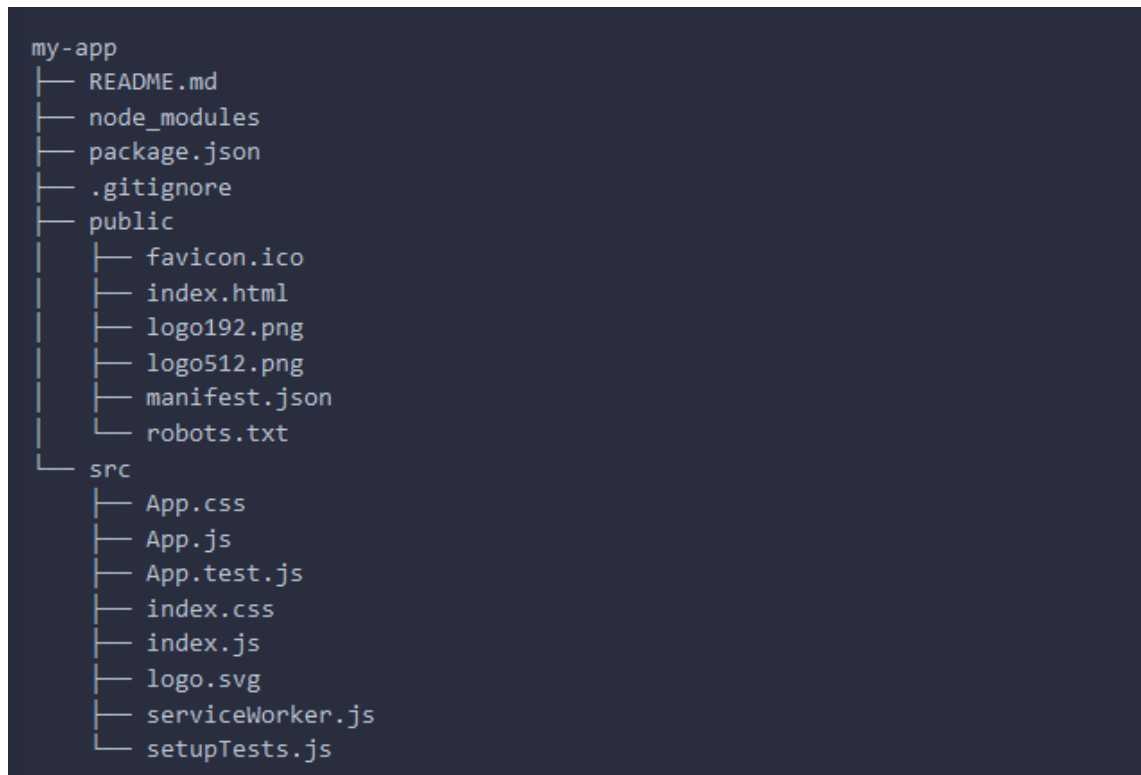 my-app
├── README.md
├── node_modules
├── package.json
├── .gitignore
├── public
│   ├── favicon.ico
│   ├── index.html
│   ├── logo192.png
│   ├── logo512.png
│   ├── manifest.json
│   └── robots.txt
└── src
    ├── App.css
    ├── App.js
    ├── App.test.js
    ├── index.css
    ├── index.js
    ├── logo.svg
    ├── serviceWorker.js
    └── setupTests.js